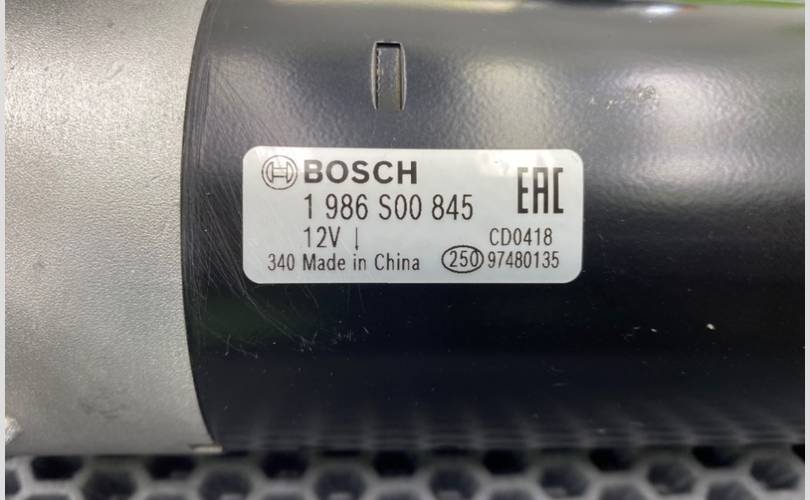 BOSCH
EAC
1 986 S00 845
12V ↓ CD0418
340 Made in China 250 97480135